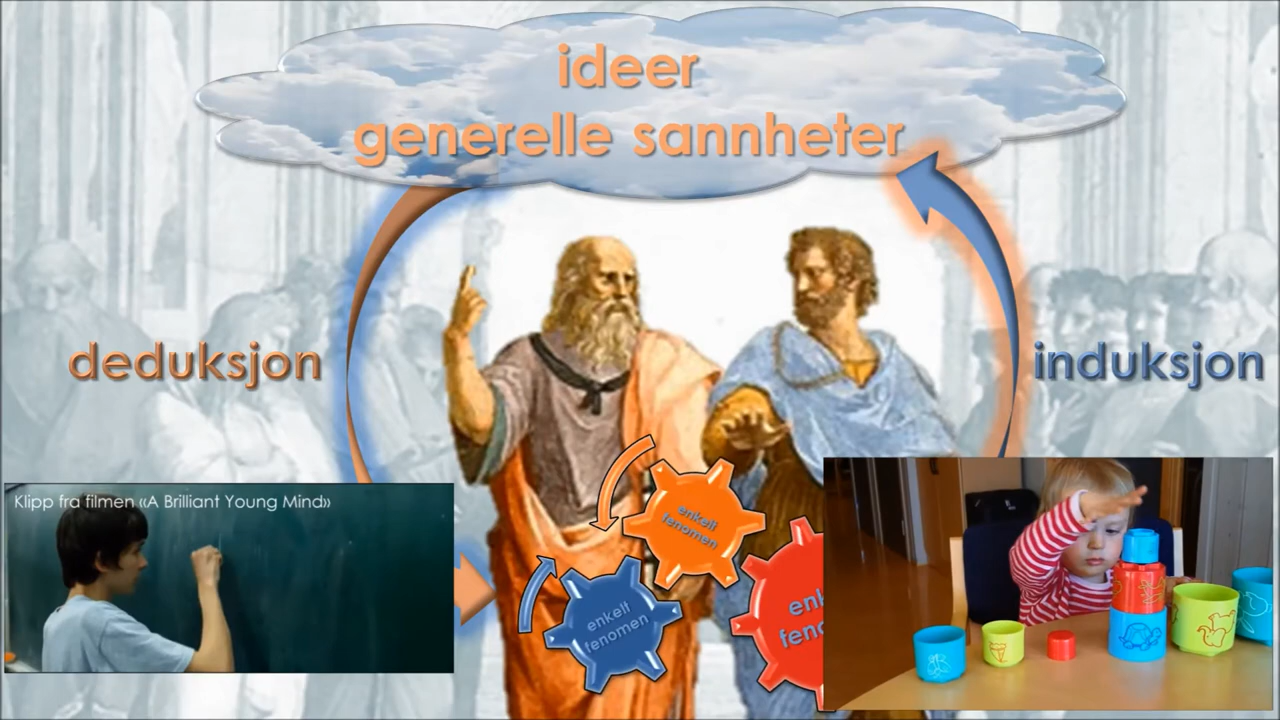 ideer
generelle sannheter
deduksjon
induksjon
Klipp fra filmen «A Brilliant Young Mind»
enkelt
fenomen
enkelt
fenomen